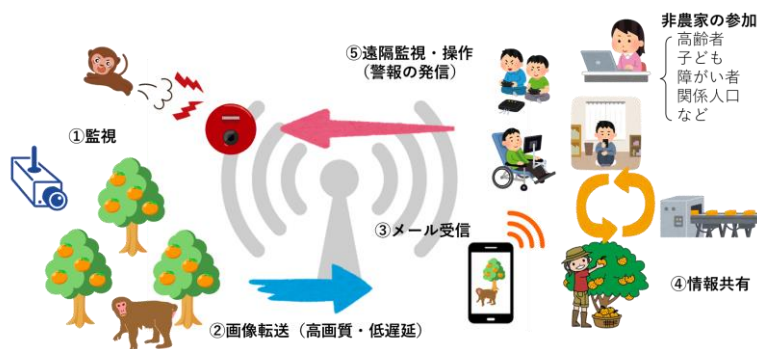 ①監視
②画像転送（高画質・低遅延）
③メール受信
④情報共有
⑤遠隔監視・操作
（警報の発信）
非農家の参加
高齢者
子ども
障がい者
関係人口
など